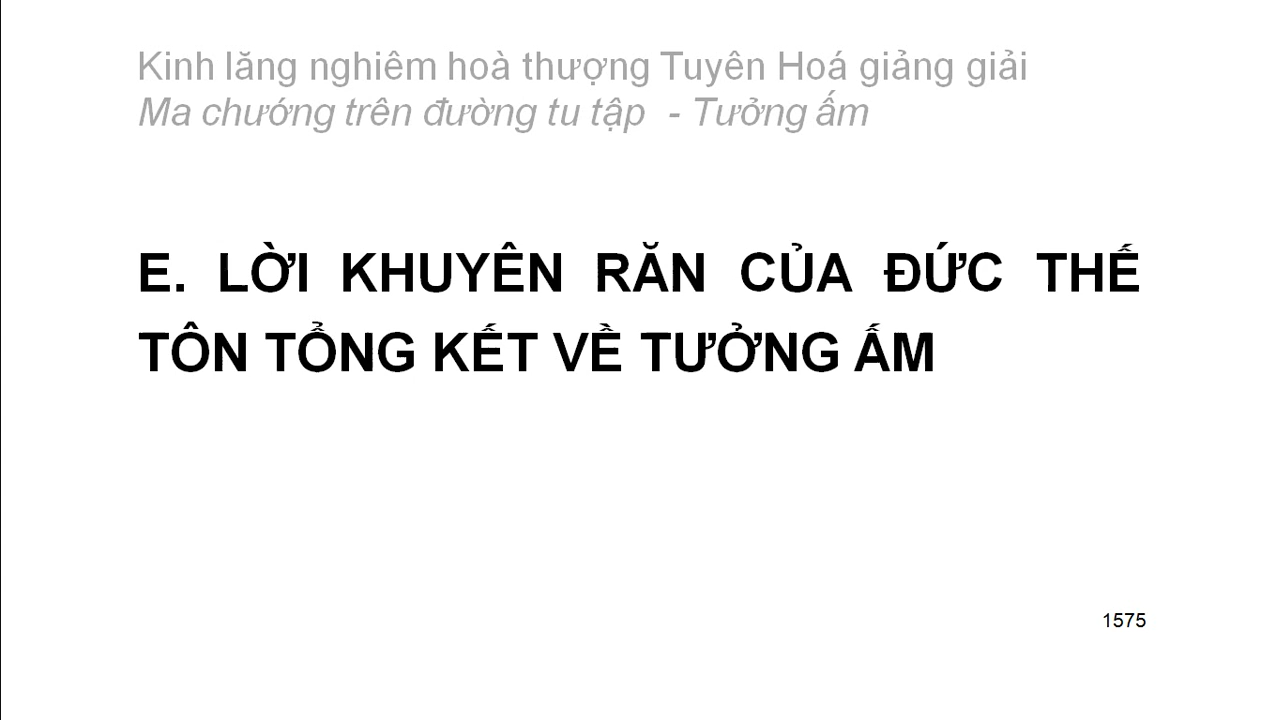 Kinh lăng nghiêm hoà thượng Tuyên Hoá giảng giải
Ma chướng trên đường tu tập - Tưởng ấm
E. LỜI KHUYÊN RĂN CỦA ĐỨC THẾ
TÔN TỔNG KẾT VỀ TƯỞNG ẤM
1575